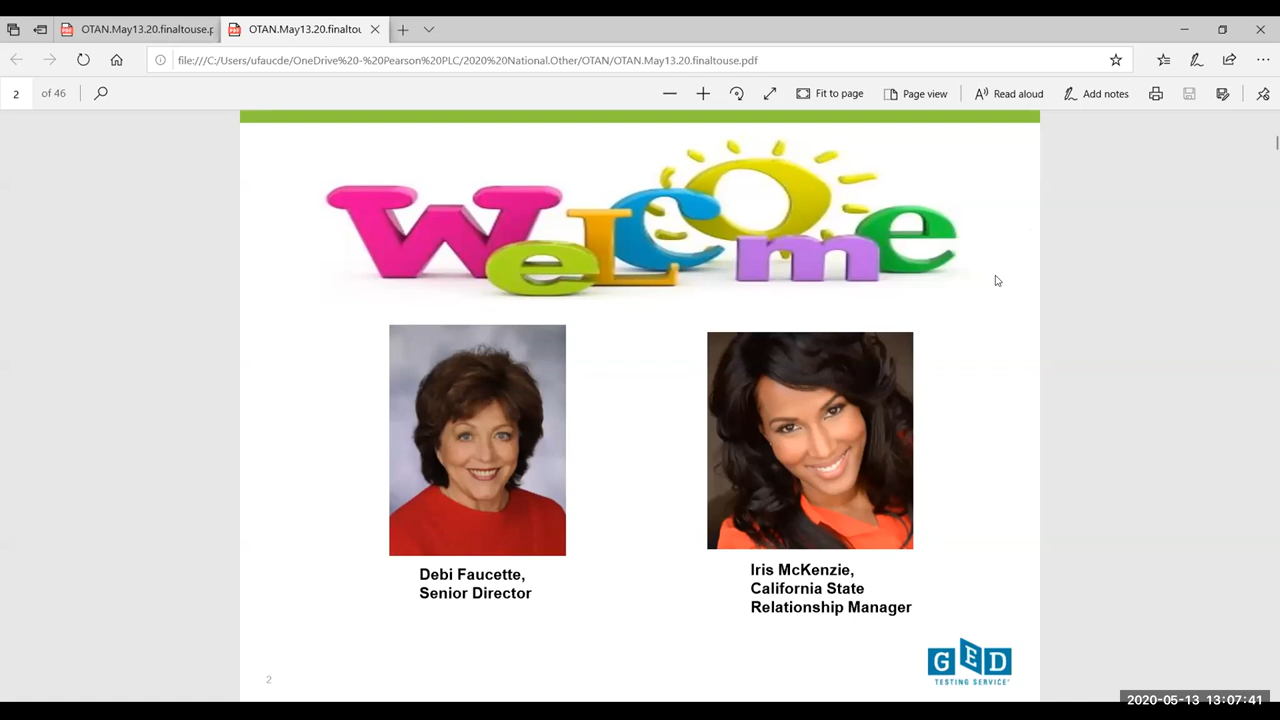 OTAN.May13.20.finaltouse.p
OTAN.May13.20.finaltou
file:///C:/Users/ufaucde/OneDrive%20-%20Pearson%20PLC/2020%20National.Other/OTAN/OTAN.May13.20.finaltouse.pdf
2 of 46
Fit to page
Page view
Read aloud
Add notes
WeLCOme
Debi Faucette,
Senior Director
Iris McKenzie,
California State
Relationship Manager
GED
TESTING SERVICE®
2
2020-05-13 13:07:41